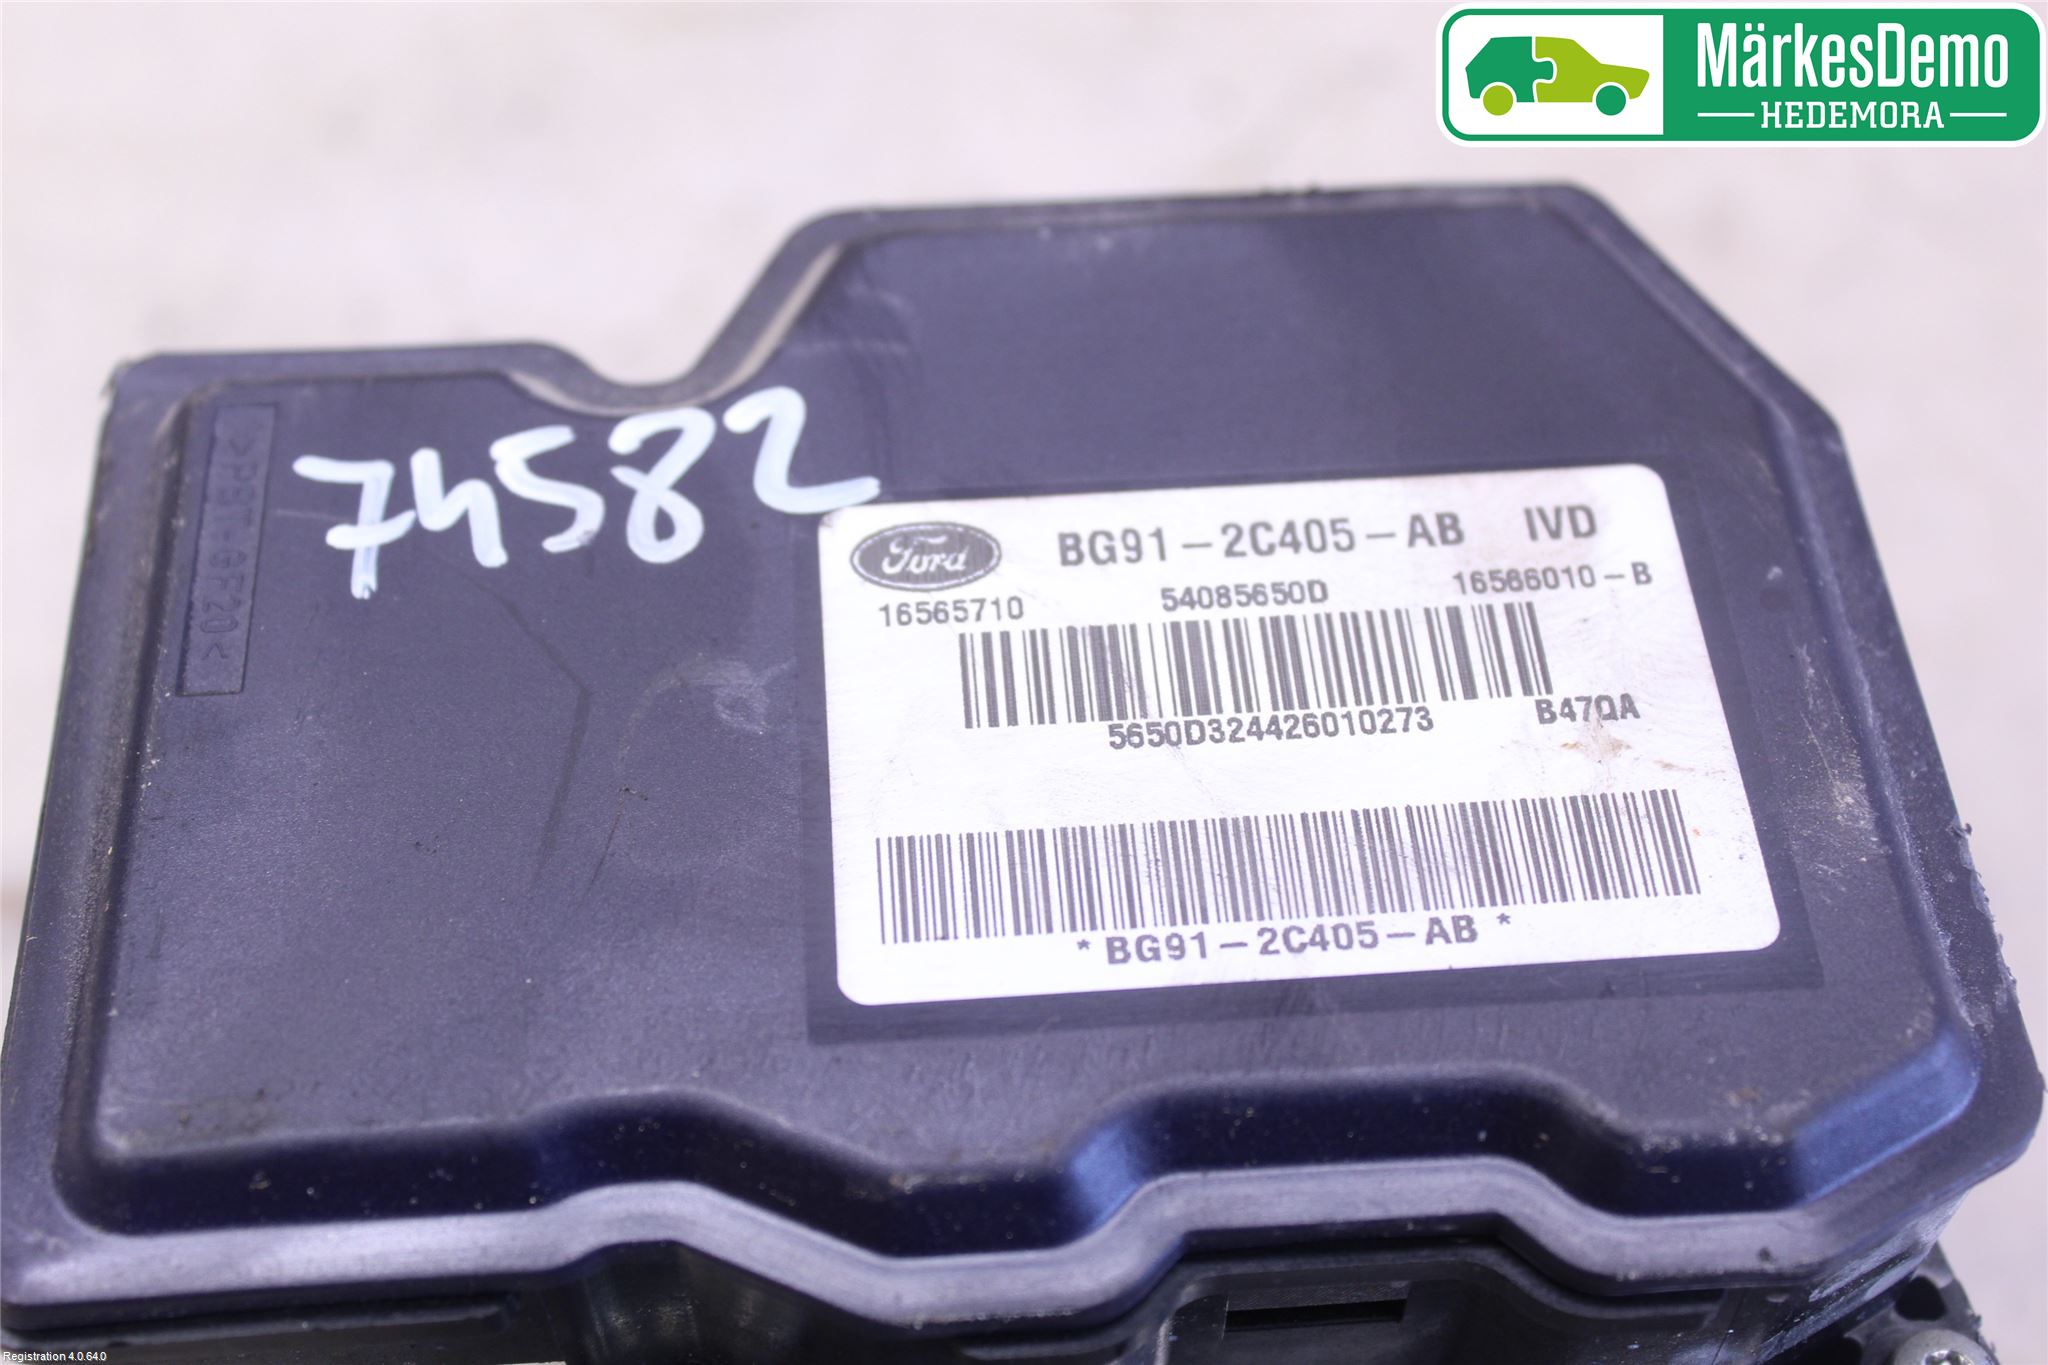 MärkesDemo
HEDEMORA
74582
>PBT-GF20<
Ford BG91-2C405-AB IVD
16565710 54085650D 16566010-B
5650D324426010273 B47QA
*BG91-2C405-AB*
Registration 4.0.64.0